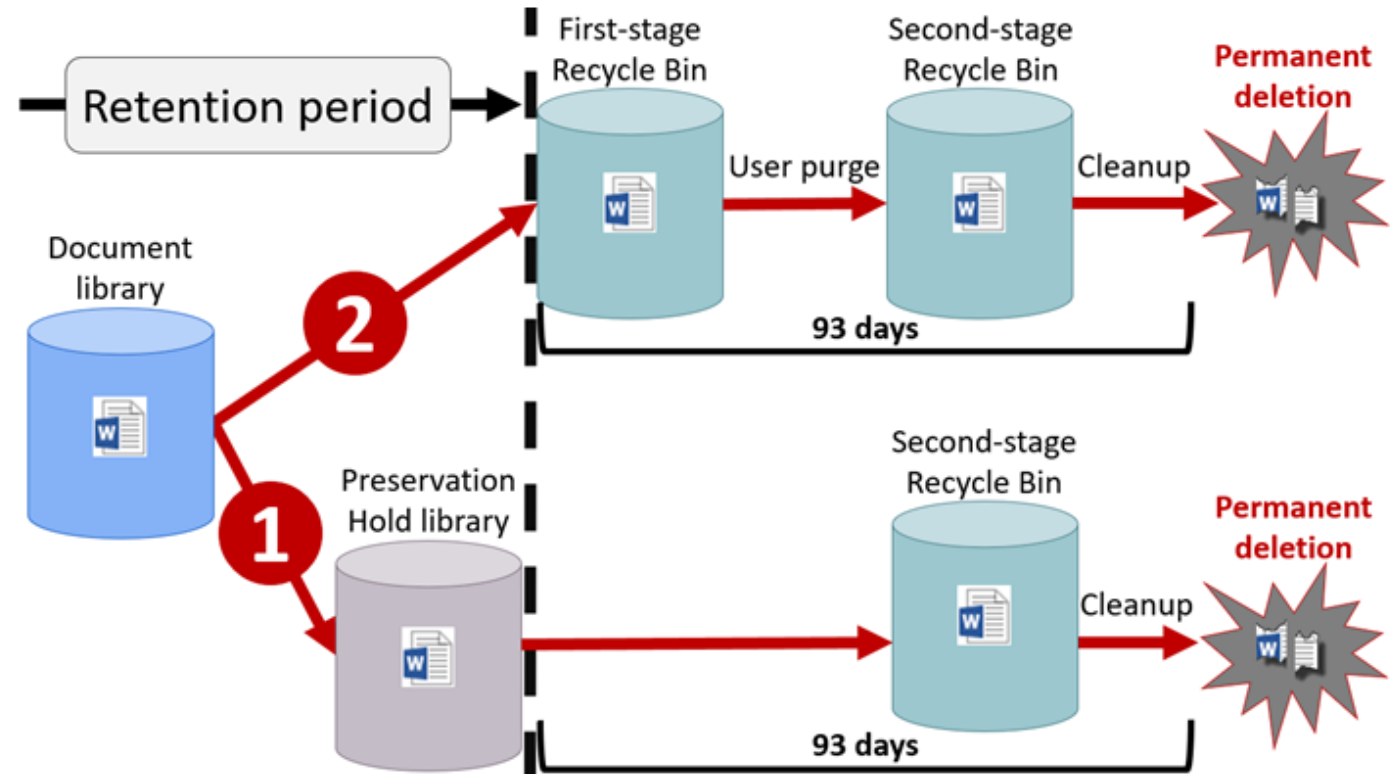 First-stage
Recycle Bin
Second-stage
Recycle Bin
Permanent
deletion
Retention period
User purge
Cleanup
W
W
W
Document
library
2
93 days
W
Second-stage
Recycle Bin
Preservation
Hold library
Permanent
deletion
1
Cleanup
W
W
W
93 days